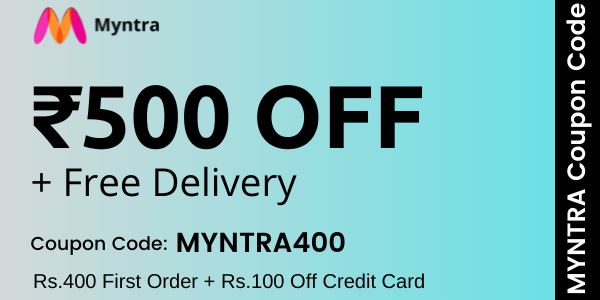 Myntra
₹500 OFF
+ Free Delivery
Coupon Code: MYNTRA400
Rs.400 First Order + Rs.100 Off Credit Card
MYNTRA Coupon Code